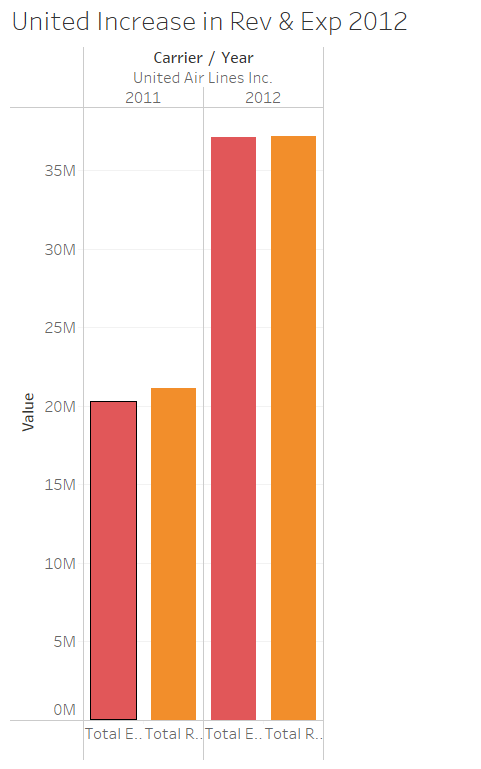 United Increase in Rev & Exp 2012
Carrier / Year
United Air Lines Inc.
2011 2012
35M
30M
25M
Value
20M
15M
10M
5M
0M
Total E.. Total R.. Total E.. Total R..